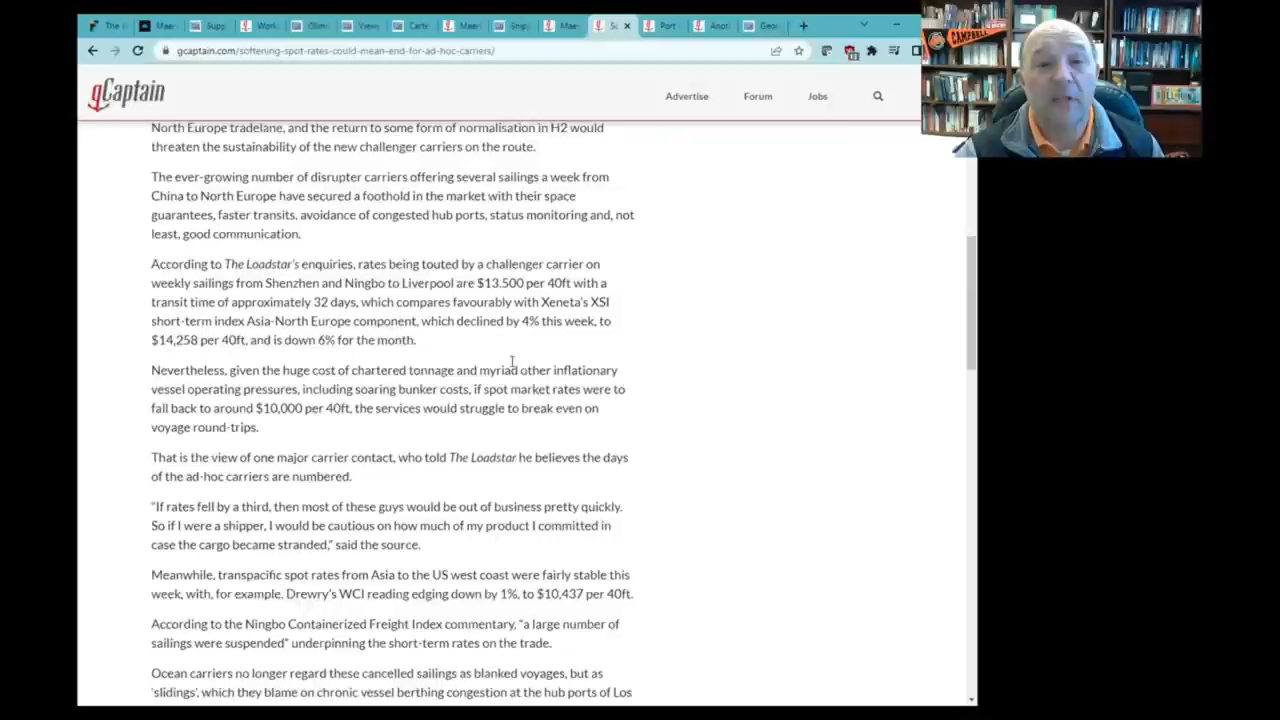 The
Mae
Supp
Work
Glim
View
Carto
Maer
Ship
Mae
S
Port
Anot
Geor
gcaptain.com/softening-spot-rates-could-mean-end-for-ad-hoc-carriers/
gCaptain
Advertise Forum Jobs
CAMPBELL
North Europe tradelane, and the return to some form of normalisation in H2 would
threaten the sustainability of the new challenger carriers on the route.
The ever-growing number of disrupter carriers offering several sailings a week from
China to North Europe have secured a foothold in the market with their space
guarantees, faster transits. avoidance of congested hub ports, status monitoring and, not
least, good communication.
According to The Loadstar's enquiries, rates being touted by a challenger carrier on
weekly sailings from Shenzhen and Ningbo to Liverpool are $13.500 per 40ft with a
transit time of approximately 32 days, which compares favourably with Xeneta's XSI
short-term index Asia-North Europe component, which declined by 4% this week, to
$14,258 per 40ft, and is down 6% for the month.
Nevertheless, given the huge cost of chartered tonnage and myriad other inflationary
vessel operating pressures, including soaring bunker costs, if spot market rates were to
fall back to around $10,000 per 40ft, the services would struggle to break even on
voyage round-trips.
That is the view of one major carrier contact, who told The Loadstar he believes the days
of the ad-hoc carriers are numbered.
“If rates fell by a third, then most of these guys would be out of business pretty quickly.
So if I were a shipper, I would be cautious on how much of my product I committed in
case the cargo became stranded,” said the source.
Meanwhile, transpacific spot rates from Asia to the US west coast were fairly stable this
week, with, for example, Drewry's WCI reading edging down by 1%, to $10,437 per 40ft.
According to the Ningbo Containerized Freight Index commentary, “a large number of
sailings were suspended” underpinning the short-term rates on the trade.
Ocean carriers no longer regard these cancelled sailings as blanked voyages, but as
'slidings', which they blame on chronic vessel berthing congestion at the hub ports of Los